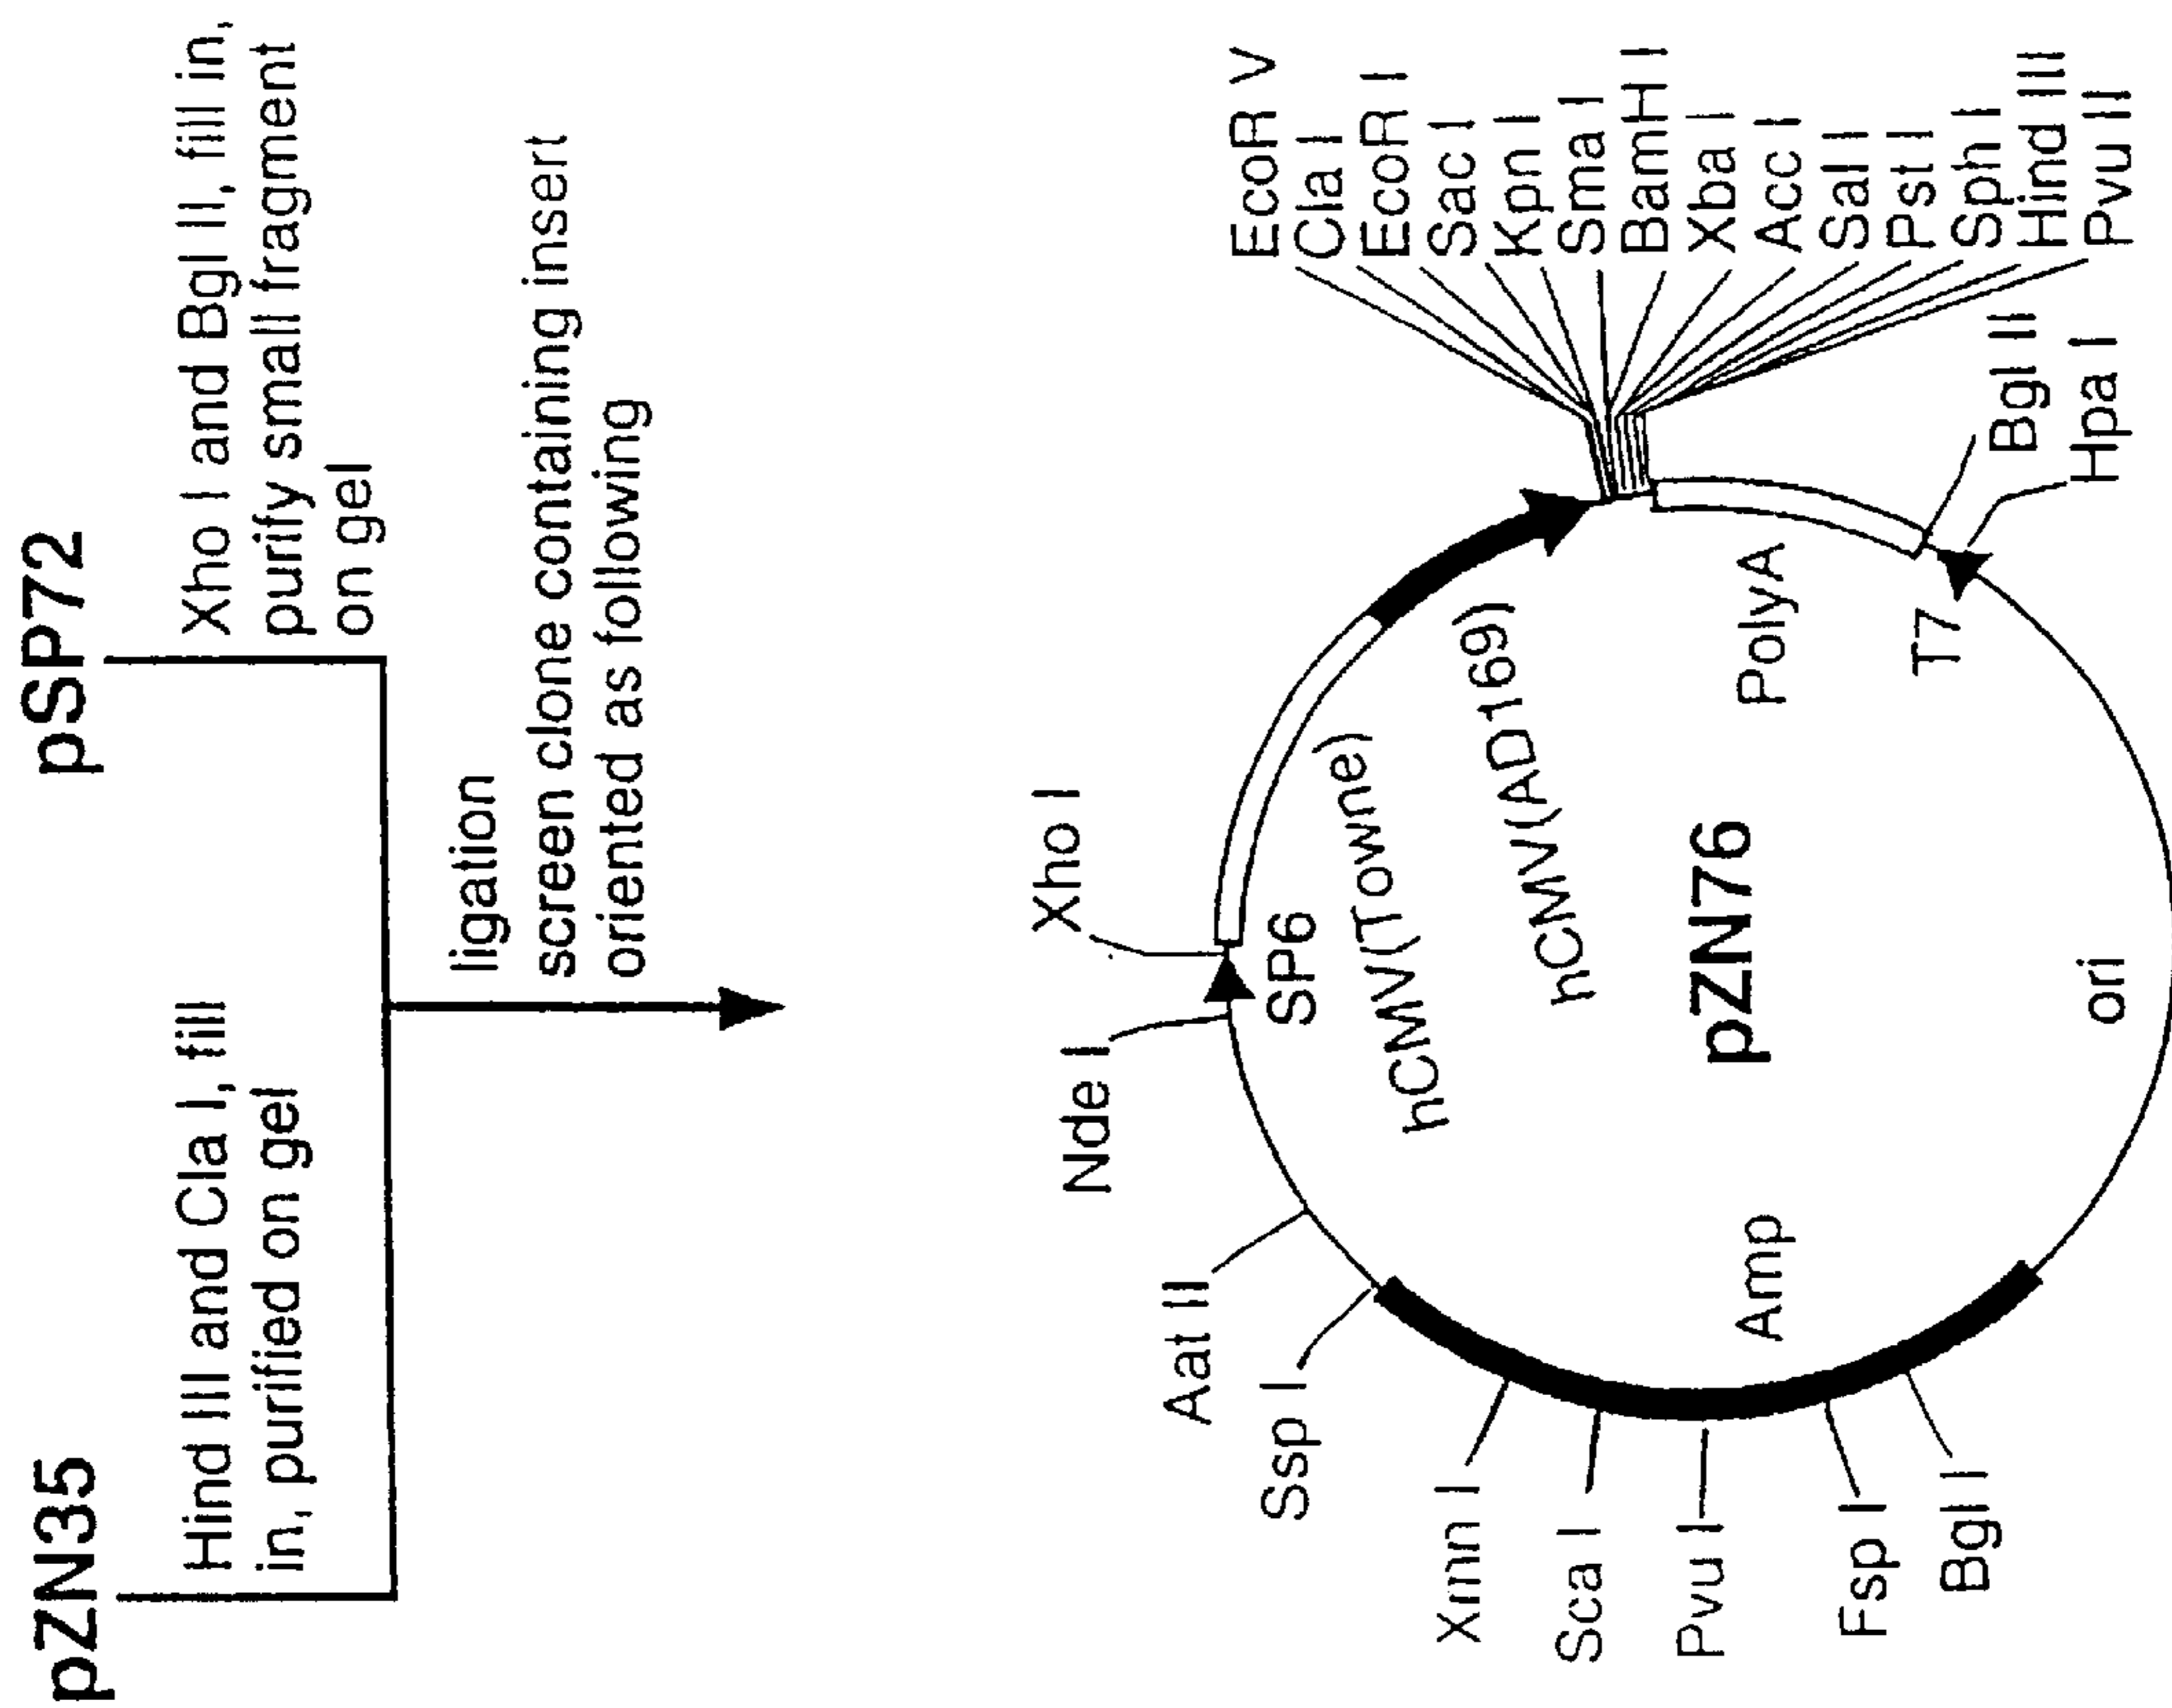 pZN35
pSP72
Hind III and Cla I, fill
in, purified on gel
Xho I and Bgl II, fill in,
purify small fragment
on gel
ligation
screen clone containing insert
oriented as following
Xho I
Nde I
Aat II
Ssp I
Xmn I
Sca I
Pvu I
Fsp I
Bgl I
EcoR V
Cla I
EcoR I
Sac I
Kpn I
Sma I
BamH I
Xba I
Acc I
Sal I
Pst I
Sph I
Hind III
Pvu II
Bgl II
Hpa I
SP6
hCMV(Towne)
hCMV(AD169)
PolyA
T7
pZN76
Amp
ori